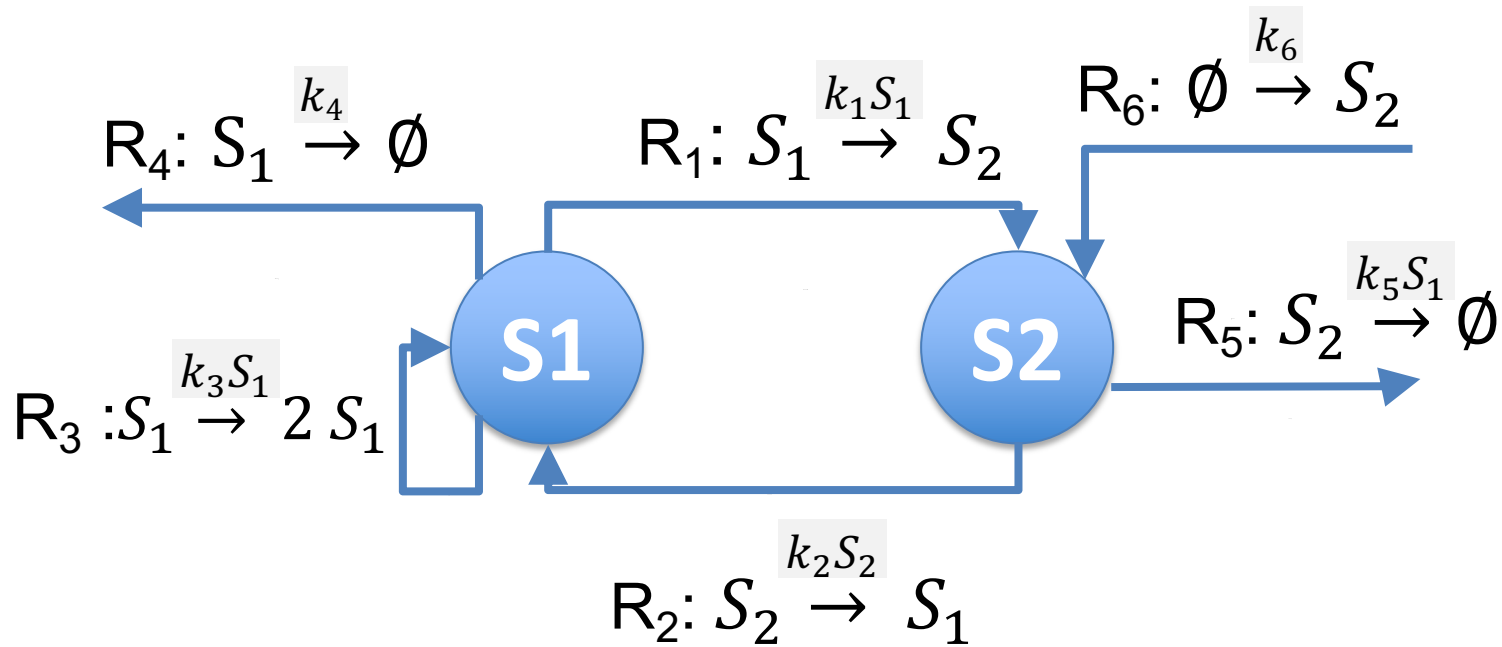 R₄: S₁ →(k₄) ∅
R₁: S₁ →(k₁S₁) S₂
R₆: ∅ →(k₆) S₂
S1
S2
R₅: S₂ →(k₅S₁) ∅
R₃ :S₁ →(k₃S₁) 2 S₁
R₂: S₂ →(k₂S₂) S₁